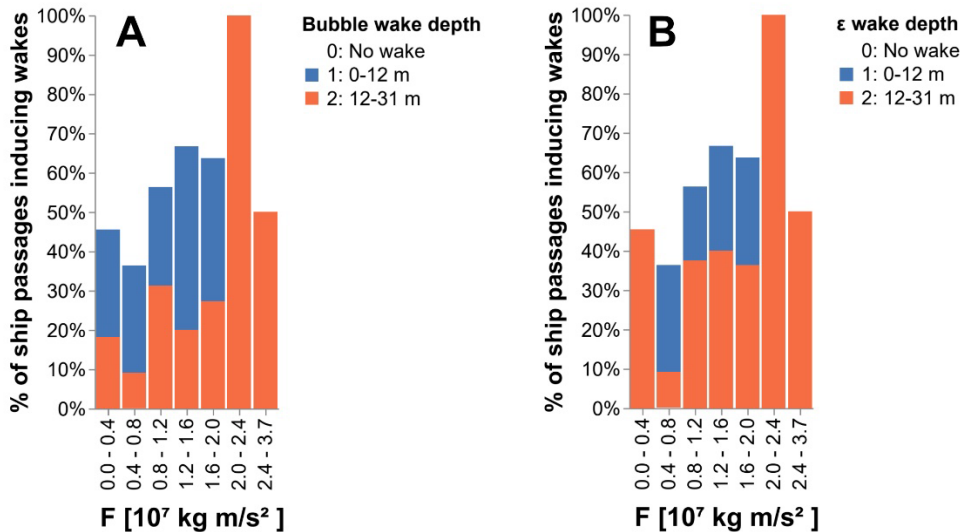 A
% of ship passages inducing wakes
100%
90%
80%
70%
60%
50%
40%
30%
20%
10%
0%
0.0 - 0.4
0.4 - 0.8
0.8 - 1.2
1.2 - 1.6
1.6 - 2.0
2.0 - 2.4
2.4 - 3.7
F [10⁷ kg m/s² ]
Bubble wake depth
0: No wake
1: 0-12 m
2: 12-31 m
B
% of ship passages inducing wakes
100%
90%
80%
70%
60%
50%
40%
30%
20%
10%
0%
0.0 - 0.4
0.4 - 0.8
0.8 - 1.2
1.2 - 1.6
1.6 - 2.0
2.0 - 2.4
2.4 - 3.7
F [10⁷ kg m/s² ]
ε wake depth
0: No wake
1: 0-12 m
2: 12-31 m